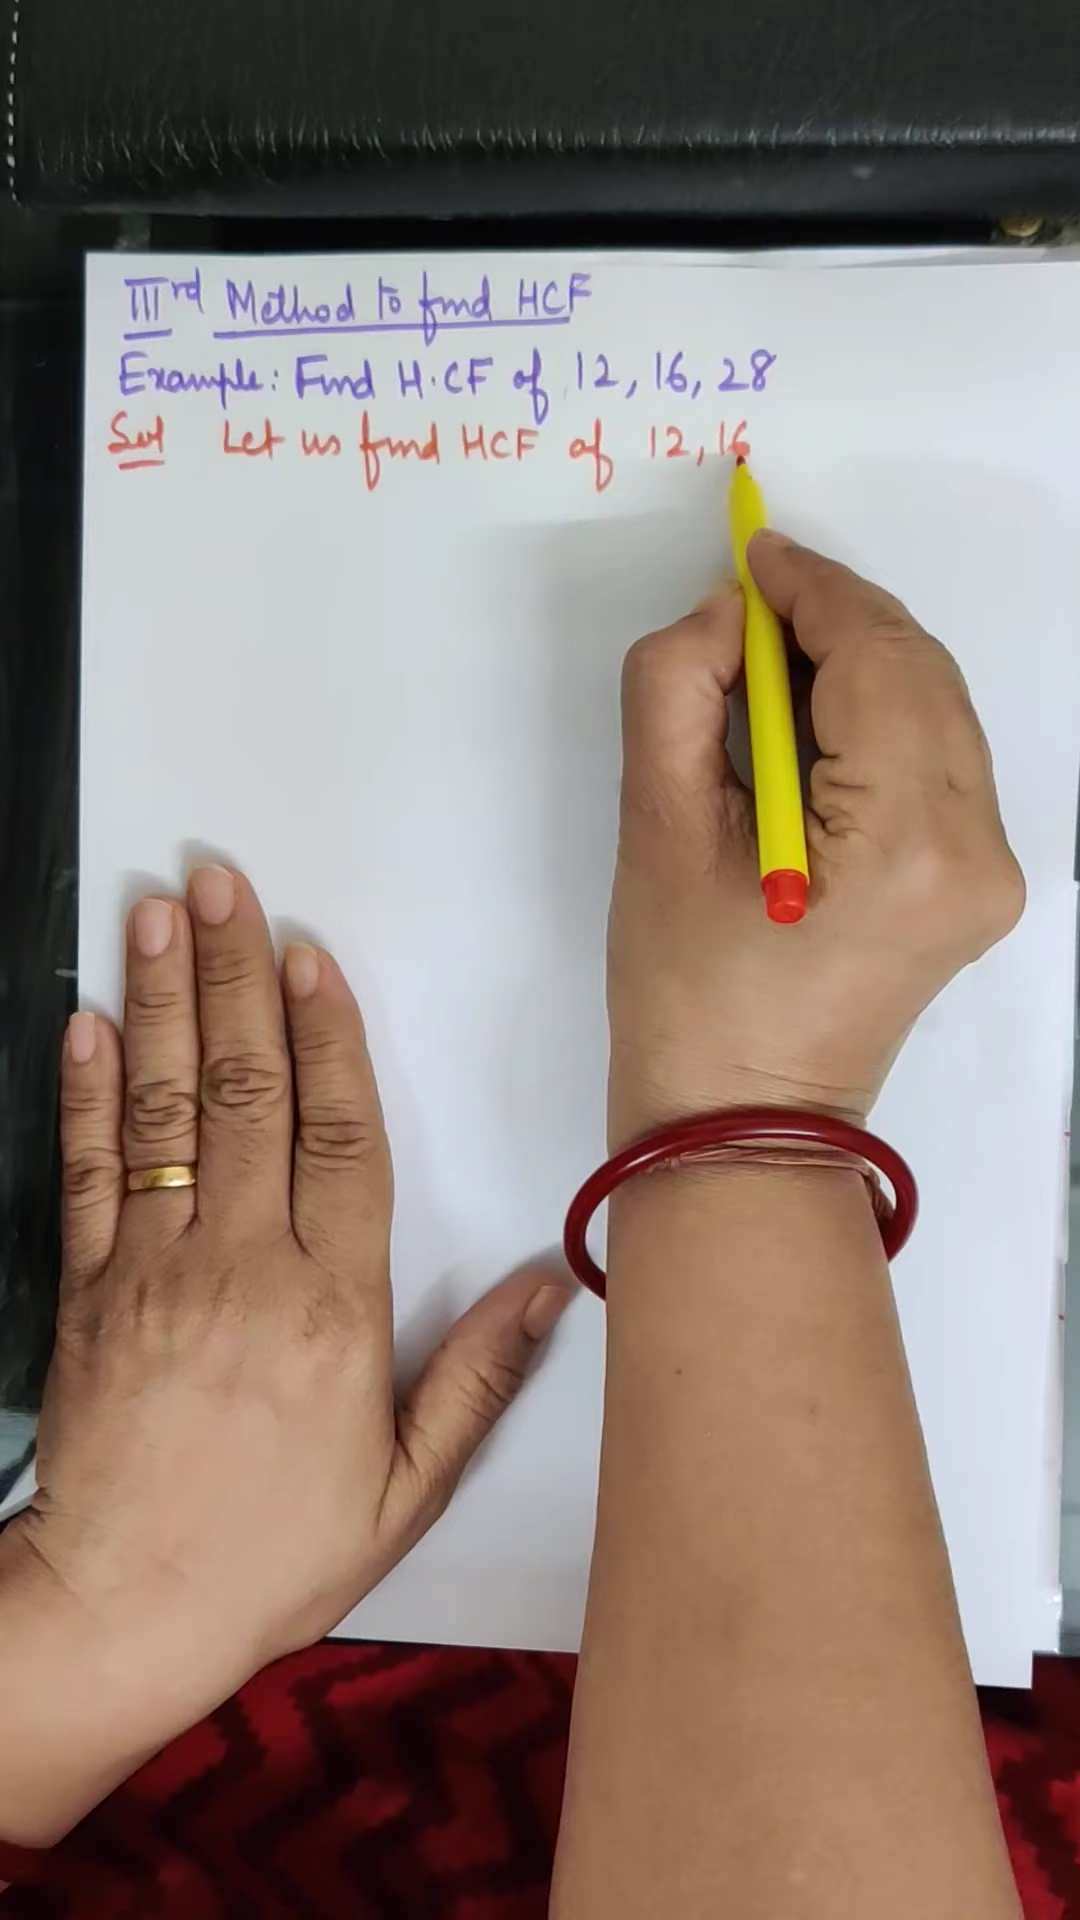 IIIrd Method to find HCF
Example: Find H.CF of 12, 16, 28
Sol Let us find HCF of 12, 16